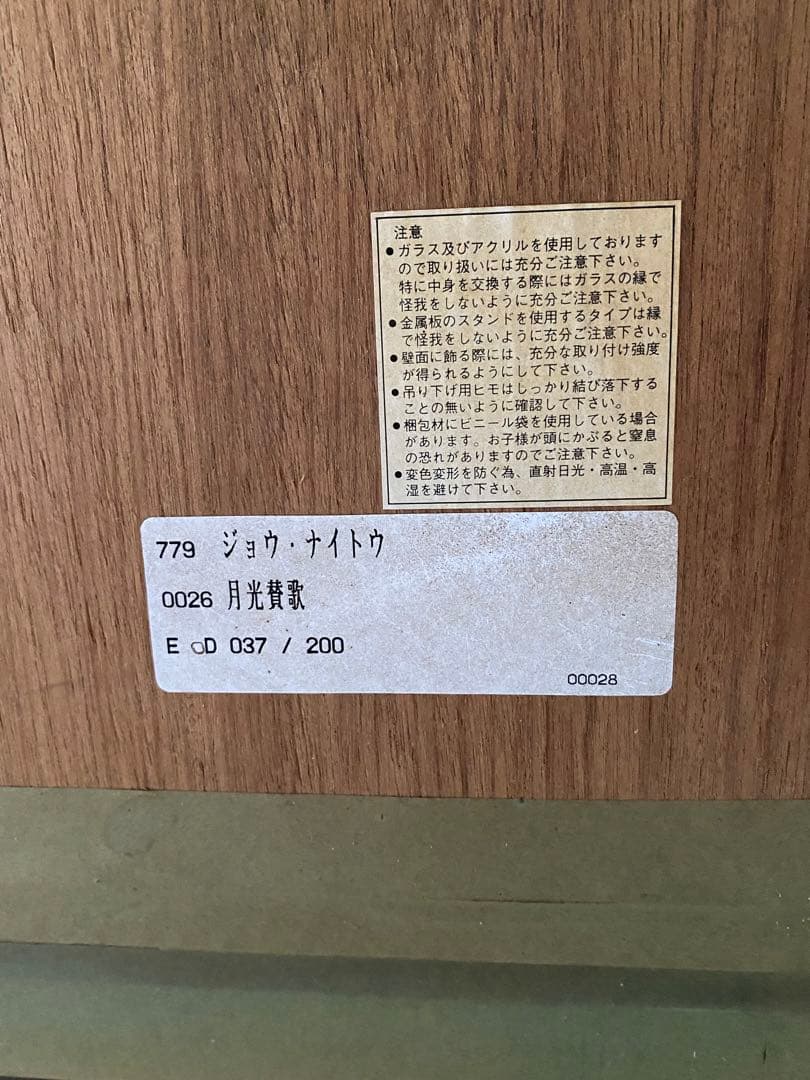 注意
●ガラス及びアクリルを使用しております
ので取り扱いには充分ご注意下さい。
特に中身を交換する際にはガラスの縁で
怪我をしないように充分ご注意下さい。
●金属板のスタンドを使用するタイプは縁
で怪我をしないように充分ご注意下さい。
●壁面に飾る際には、充分な取り付け強度
が得られるようにして下さい。
●吊り下げ用ヒモはしっかり結び落下する
ことの無いように確認して下さい。
●梱包材にビニール袋を使用している場合
があります。お子様が頭にかぶると窒息
の恐れがありますのでご注意下さい。
●変色変形を防ぐ為、直射日光・高温・高
湿を避けて下さい。
779 ジョウ・ナイトウ
0026 月光賛歌
E D 037 / 200
00028